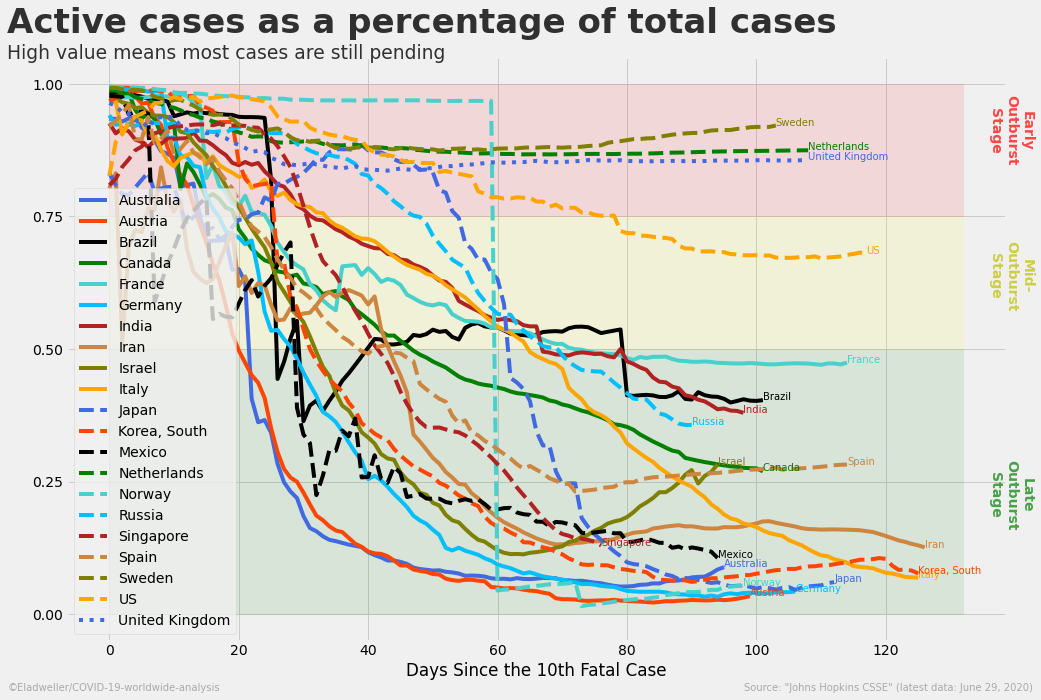 Active cases as a percentage of total cases
High value means most cases are still pending
1.00
0.75
0.50
0.25
0.00
0
20
40
60
80
100
120
Days Since the 10th Fatal Case
Early
Outburst
Stage
Mid-
Outburst
Stage
Late
Outburst
Stage
Australia
Austria
Brazil
Canada
France
Germany
India
Iran
Israel
Italy
Japan
Korea, South
Mexico
Netherlands
Norway
Russia
Singapore
Spain
Sweden
US
United Kingdom
Sweden
Netherlands
United Kingdom
US
France
Brazil
India
Russia
Israel
Canada
Spain
Singapore
Iran
Mexico
Australia
Korea, South
Italy
Japan
Norway
Germany
Austria
©Eladweller/COVID-19-worldwide-analysis
Source: "Johns Hopkins CSSE" (latest data: June 29, 2020)